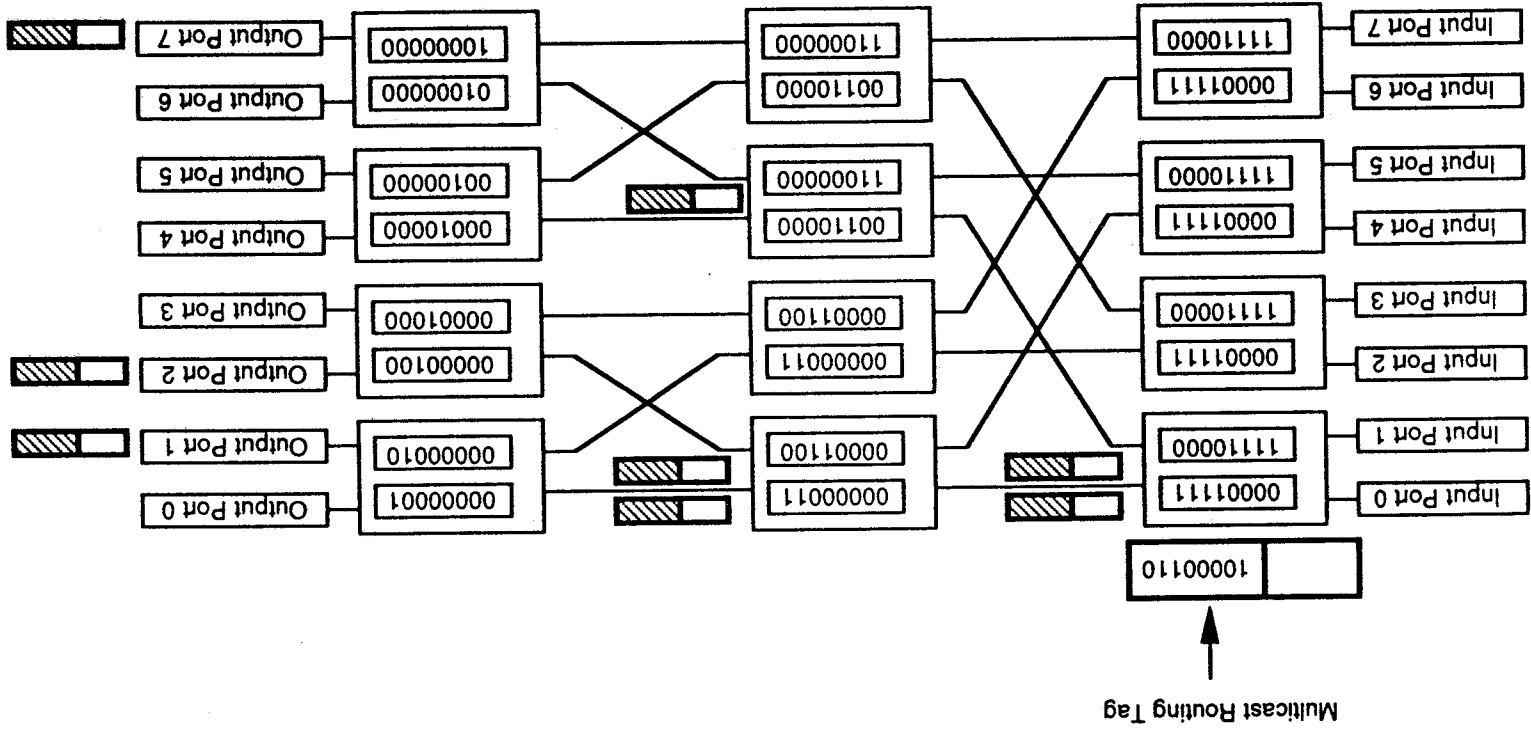 Multicast Routing Tag
10000110
Input Port 0 00001111 00000011 00000001 Output Port 0
Input Port 1 11110000 00001100 00000010 Output Port 1
Input Port 2 00001111 00000011 00000100 Output Port 2
Input Port 3 11110000 00001100 00001000 Output Port 3
Input Port 4 00001111 00110000 00010000 Output Port 4
Input Port 5 11110000 11000000 00100000 Output Port 5
Input Port 6 00001111 00110000 01000000 Output Port 6
Input Port 7 11110000 11000000 10000000 Output Port 7